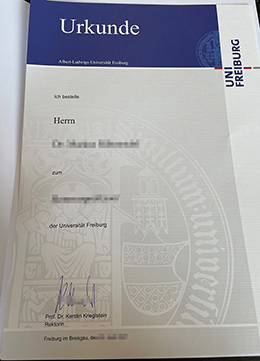 Urkunde
Albert-Ludwigs-Universität Freiburg
UNI
FREIBURG
Ich bestelle
Herrn
zum
der Universität Freiburg
Prof. Dr. Kerstin Krieglstein
Rektorin
Freiburg im Breisgau, den